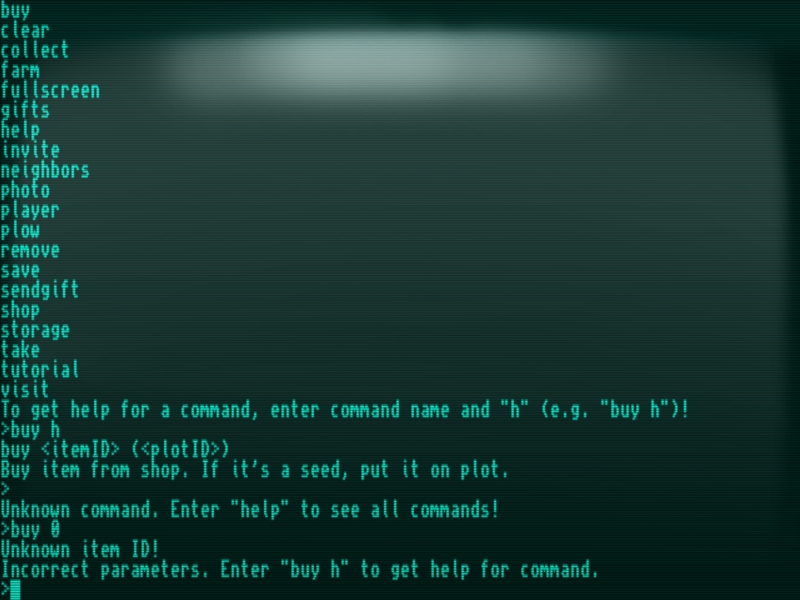 buy
clear
collect
farm
fullscreen
gifts
help
invite
neighbors
photo
player
plow
remove
save
sendgift
shop
storage
take
tutorial
visit
To get help for a command, enter command name and "h" (e.g. "buy h")!
>buy h
buy <itemID> (<plotID>)
Buy item from shop. If it's a seed, put it on plot.
>
Unknown command. Enter "help" to see all commands!
>buy 0
Unknown item ID!
Incorrect parameters. Enter "buy h" to get help for command.
>